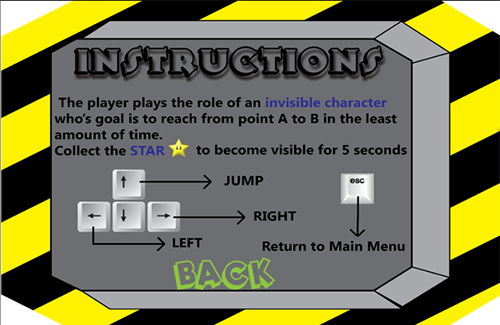 INSTRUCTIONS
The player plays the role of an invisible character
who's goal is to reach from point A to B in the least
amount of time.
Collect the STAR to become visible for 5 seconds
↑ JUMP esc
← ↓ → RIGHT
LEFT Return to Main Menu
BACK